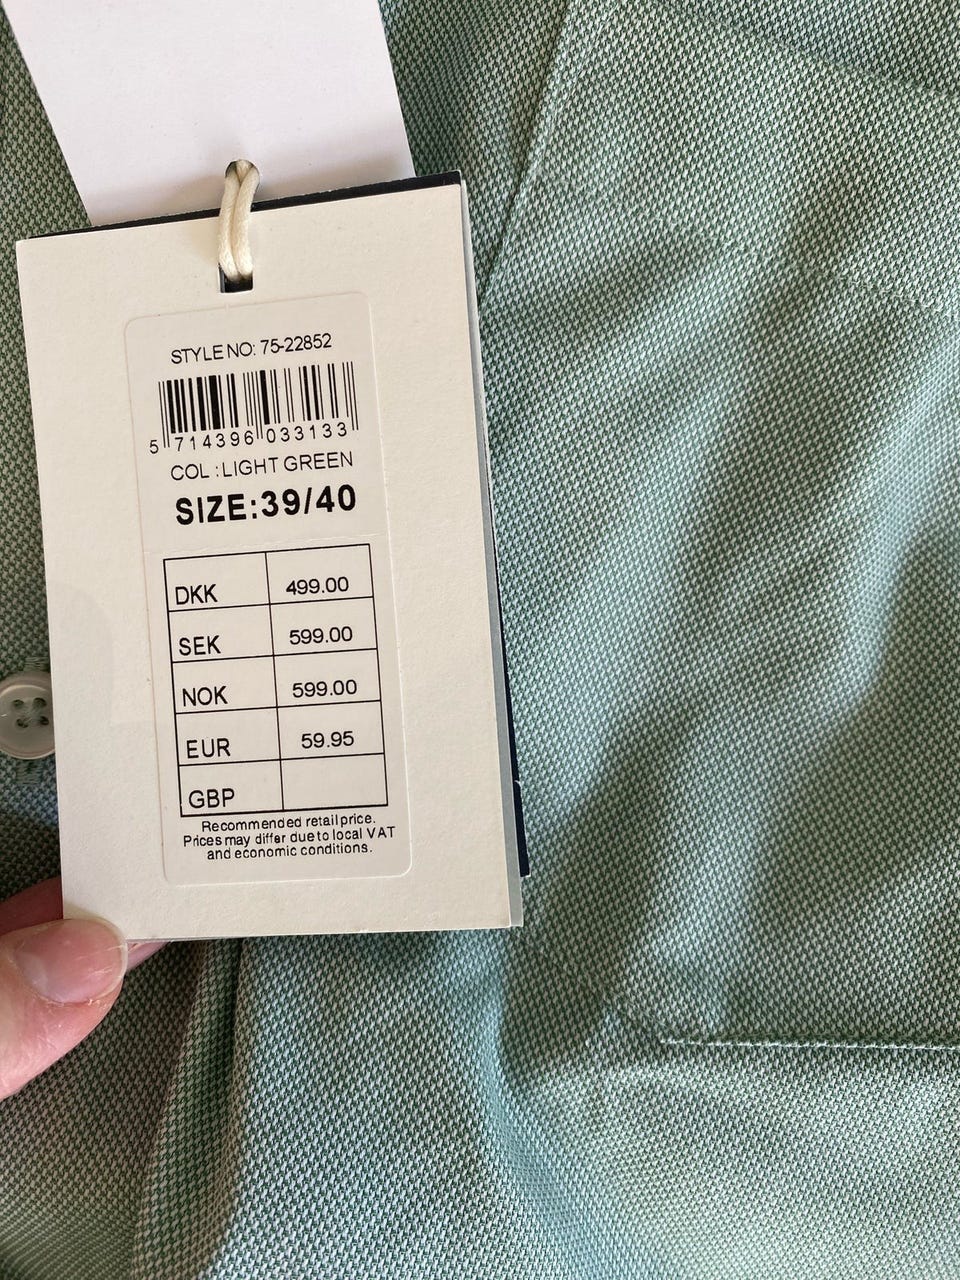 STYLE NO: 75-22852
5 714396 033133
COL :LIGHT GREEN
SIZE:39/40
DKK 499.00
SEK 599.00
NOK 599.00
EUR 59.95
GBP
Recommended retail price.
Prices may differ due to local VAT
and economic conditions.